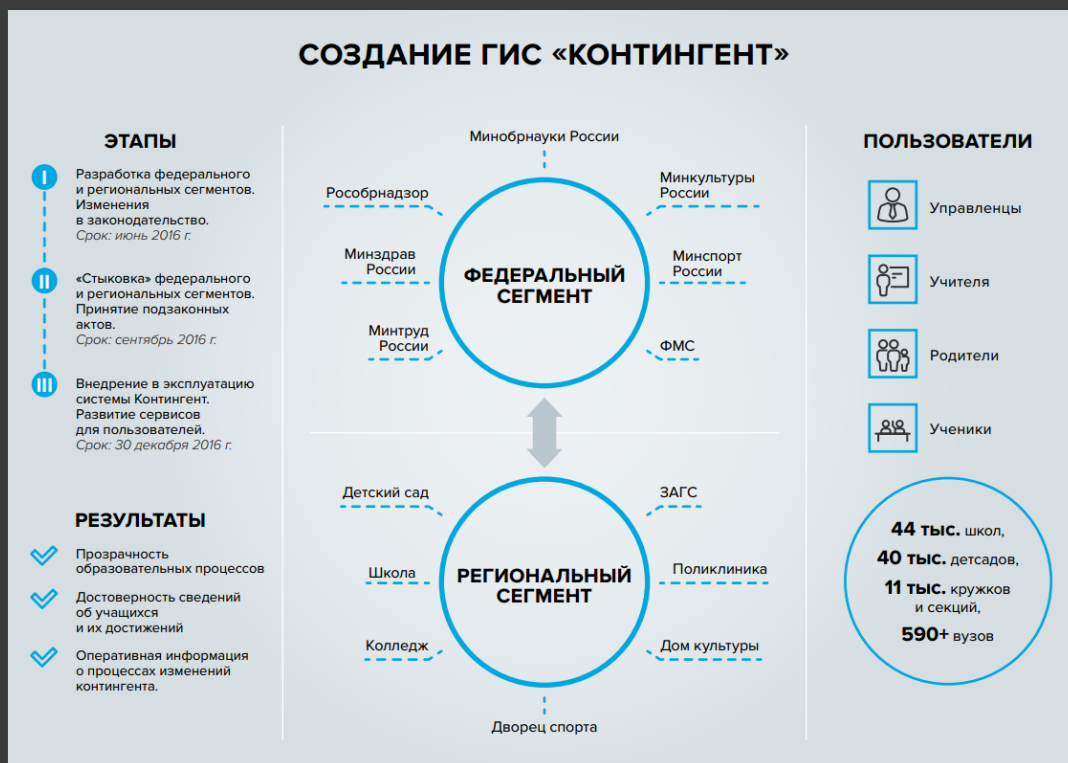 СОЗДАНИЕ ГИС «КОНТИНГЕНТ»
ЭТАПЫ
I
Разработка федерального
и региональных сегментов.
Изменения
в законодательство.
Срок: июнь 2016 г.
II
«Стыковка» федерального
и региональных сегментов.
Принятие подзаконных
актов.
Срок: сентябрь 2016 г.
III
Внедрение в эксплуатацию
системы Контингент.
Развитие сервисов
для пользователей.
Срок: 30 декабря 2016 г.
РЕЗУЛЬТАТЫ
Прозрачность
образовательных процессов
Достоверность сведений
об учащихся
и их достижений
Оперативная информация
о процессах изменений
контингента.
Минобрнауки России
Рособрнадзор
Минкультуры
России
Минздрав
России
Минспорт
России
Минтруд
России
ФМС
ФЕДЕРАЛЬНЫЙ
СЕГМЕНТ
Детский сад
ЗАГС
Школа
Поликлиника
РЕГИОНАЛЬНЫЙ
СЕГМЕНТ
Колледж
Дом культуры
Дворец спорта
ПОЛЬЗОВАТЕЛИ
Управленцы
Учителя
Родители
Ученики
44 тыс. школ,
40 тыс. детсадов,
11 тыс. кружков
и секций,
590+ вузов